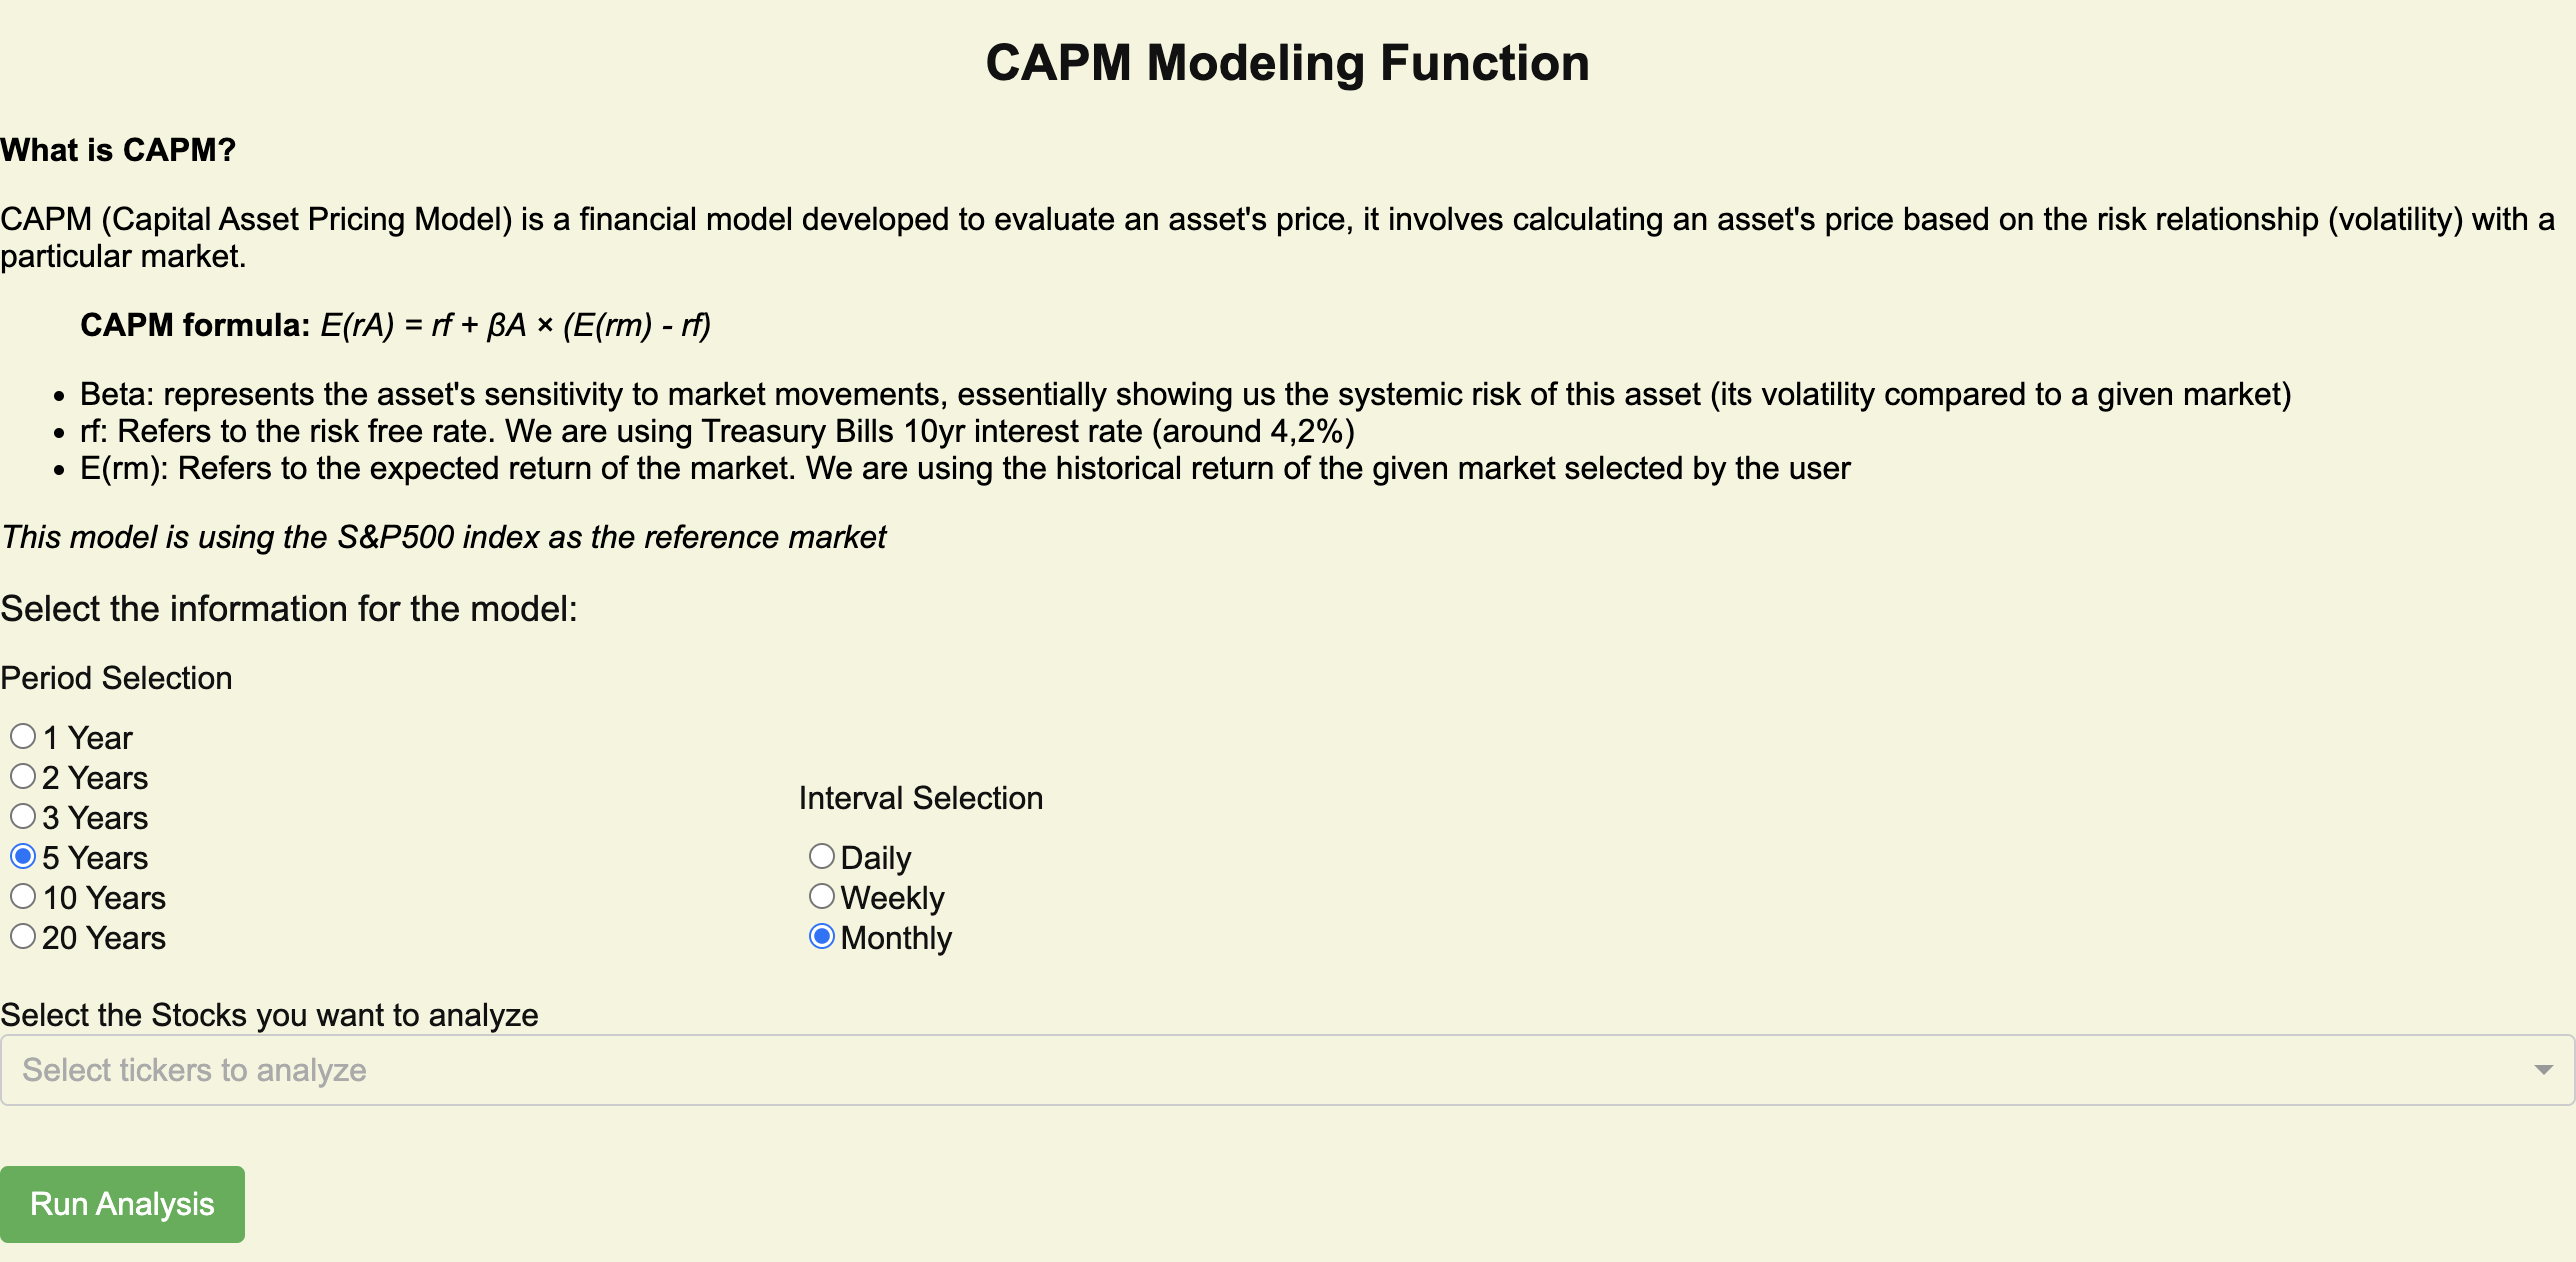 CAPM Modeling Function
What is CAPM?
CAPM (Capital Asset Pricing Model) is a financial model developed to evaluate an asset's price, it involves calculating an asset's price based on the risk relationship (volatility) with a
particular market.
CAPM formula: E(rA) = rf + βA × (E(rm) - rf)
• Beta: represents the asset's sensitivity to market movements, essentially showing us the systemic risk of this asset (its volatility compared to a given market)
• rf: Refers to the risk free rate. We are using Treasury Bills 10yr interest rate (around 4,2%)
• E(rm): Refers to the expected return of the market. We are using the historical return of the given market selected by the user
This model is using the S&P500 index as the reference market
Select the information for the model:
Period Selection
1 Year
2 Years
3 Years
5 Years
10 Years
20 Years
Interval Selection
Daily
Weekly
Monthly
Select the Stocks you want to analyze
Select tickers to analyze
Run Analysis